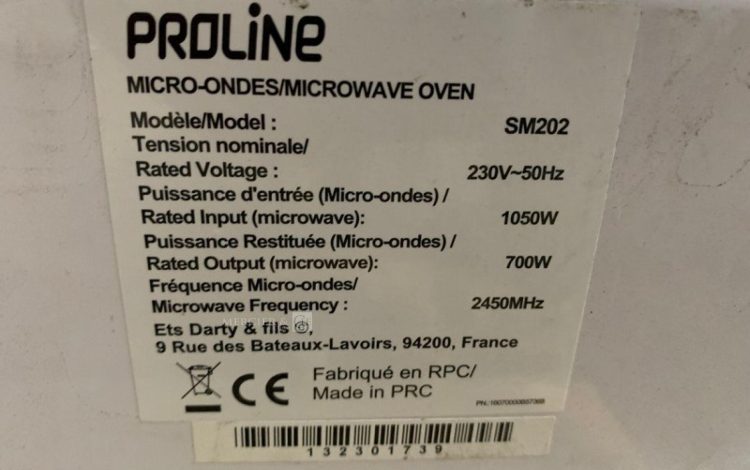 PROLINE
MICRO-ONDES/MICROWAVE OVEN
Modèle/Model : SM202
Tension nominale/
Rated Voltage : 230V~50Hz
Puissance d'entrée (Micro-ondes) /
Rated Input (microwave): 1050W
Puissance Restituée (Micro-ondes) /
Rated Output (microwave): 700W
Fréquence Micro-ondes/
Microwave Frequency : 2450MHz
Ets Darty & fils ©,
9 Rue des Bateaux-Lavoirs, 94200, France
CE
Fabriqué en RPC/
Made in PRC
132301739